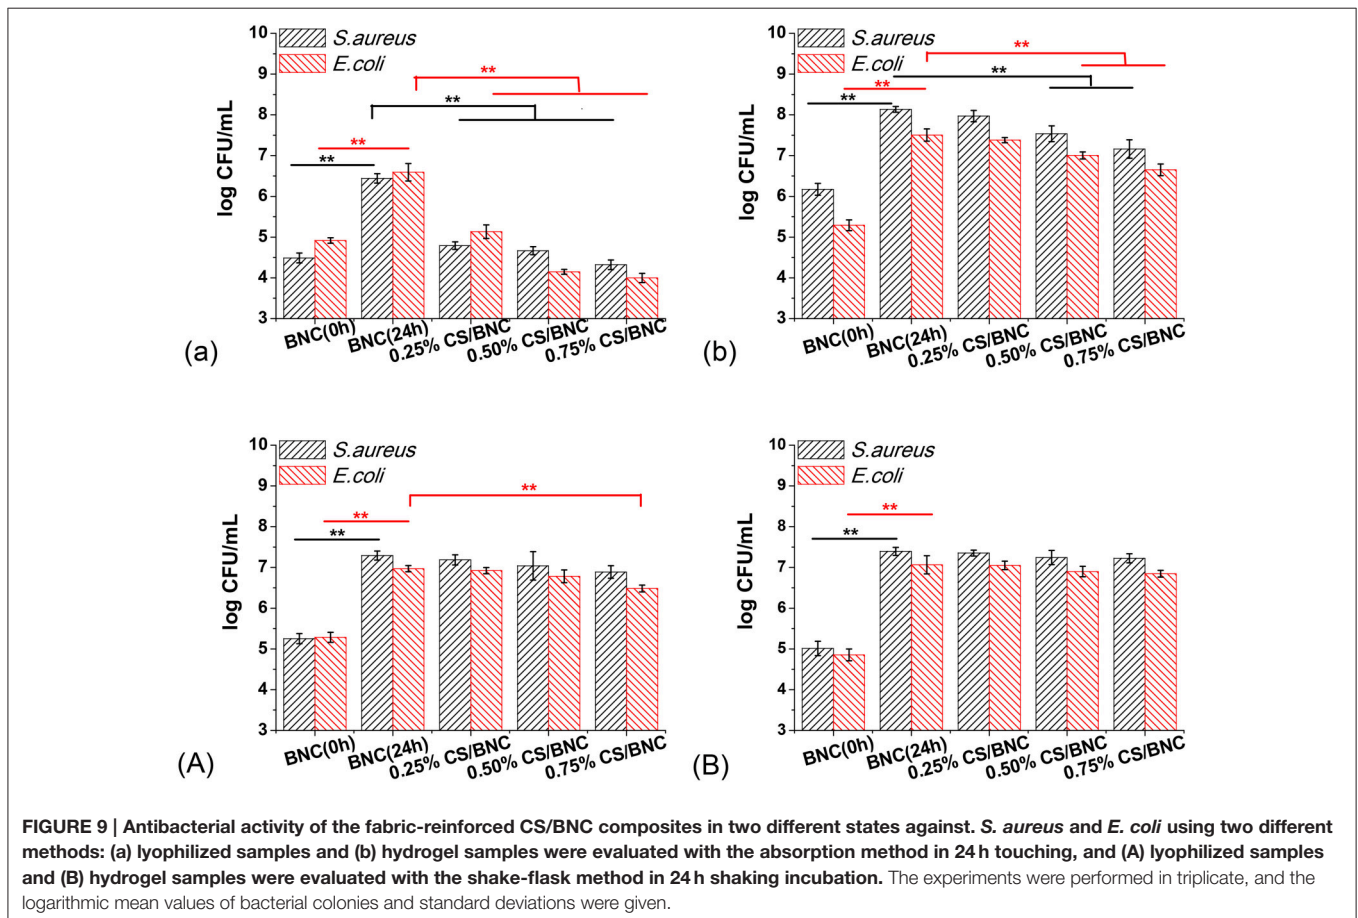 10
9
8
7
6
5
4
3
log CFU/mL
S.aureus
E.coli
**
**
**
**
BNC(0h)
BNC(24h)
0.25% CS/BNC
0.50% CS/BNC
0.75% CS/BNC
(a)
10
9
8
7
6
5
4
3
log CFU/mL
S.aureus
E.coli
**
**
**
**
BNC(0h)
BNC(24h)
0.25% CS/BNC
0.50% CS/BNC
0.75% CS/BNC
(b)
10
9
8
7
6
5
4
3
log CFU/mL
S.aureus
E.coli
**
**
**
BNC(0h)
BNC(24h)
0.25% CS/BNC
0.50% CS/BNC
0.75% CS/BNC
(A)
10
9
8
7
6
5
4
3
log CFU/mL
S.aureus
E.coli
**
**
BNC(0h)
BNC(24h)
0.25% CS/BNC
0.50% CS/BNC
0.75% CS/BNC
(B)
FIGURE 9 | Antibacterial activity of the fabric-reinforced CS/BNC composites in two different states against. S. aureus and E. coli using two different
methods: (a) lyophilized samples and (b) hydrogel samples were evaluated with the absorption method in 24 h touching, and (A) lyophilized samples
and (B) hydrogel samples were evaluated with the shake-flask method in 24 h shaking incubation. The experiments were performed in triplicate, and the
logarithmic mean values of bacterial colonies and standard deviations were given.